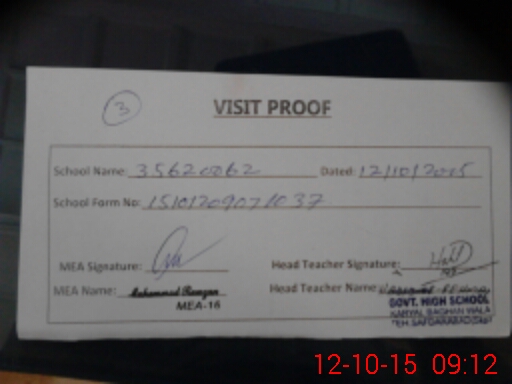 3
VISIT PROOF
School Name: 35620062 Dated: 12/10/2015
School Form No: 15101209071037
MEA Signature: Head Teacher Signature:
MEA Name: Muhammad Ramzan Head Teacher Name
MEA-16
GOVT. HIGH SCHOOL
12-10-15 09:12